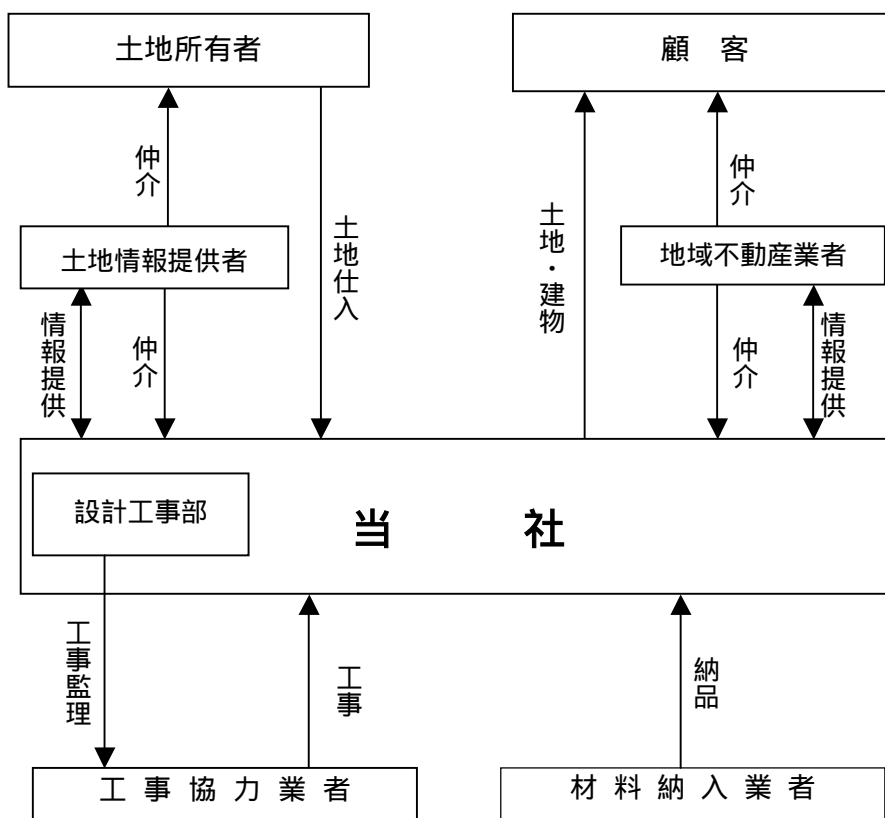 土地所有者
顧　客
仲介
仲介
土地仕入
土地・建物
土地情報提供者
地域不動産業者
情報提供
仲介
仲介
情報提供
設計工事部
当　社
工事監理
工事
納品
工事協力業者
材料納入業者